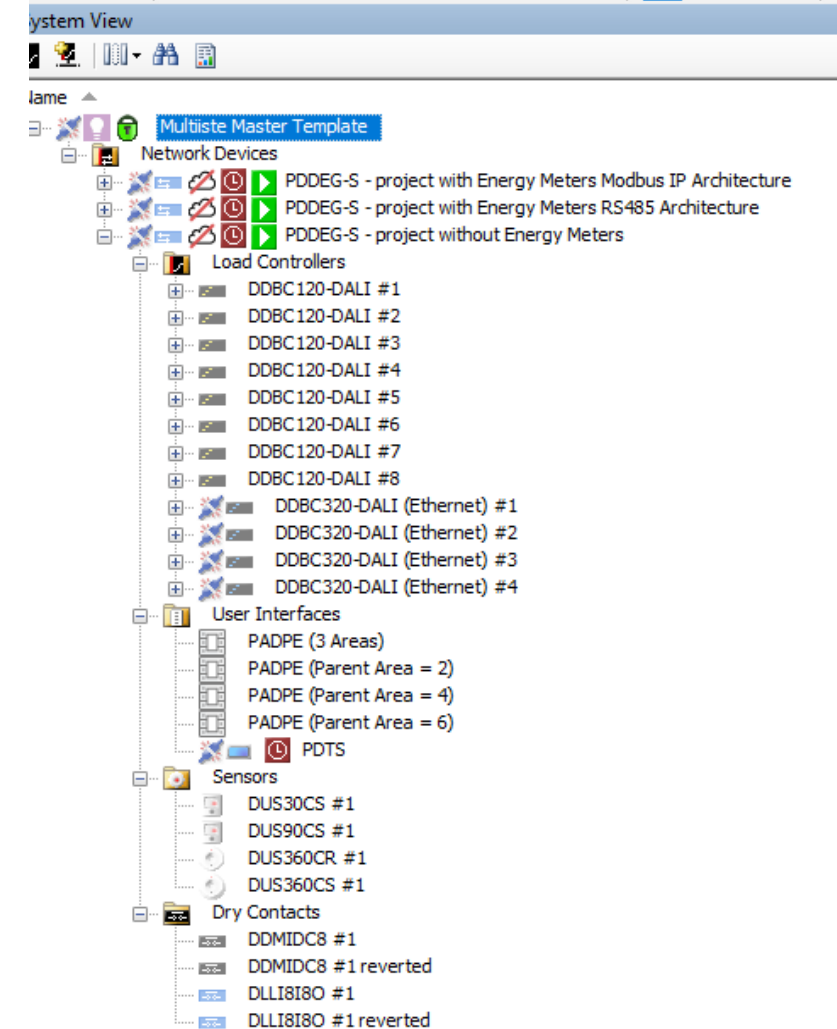 System View
Name
Multiiste Master Template
Network Devices
PDDEG-S - project with Energy Meters Modbus IP Architecture
PDDEG-S - project with Energy Meters RS485 Architecture
PDDEG-S - project without Energy Meters
Load Controllers
DDBC120-DALI #1
DDBC120-DALI #2
DDBC120-DALI #3
DDBC120-DALI #4
DDBC120-DALI #5
DDBC120-DALI #6
DDBC120-DALI #7
DDBC120-DALI #8
DDBC320-DALI (Ethernet) #1
DDBC320-DALI (Ethernet) #2
DDBC320-DALI (Ethernet) #3
DDBC320-DALI (Ethernet) #4
User Interfaces
PADPE (3 Areas)
PADPE (Parent Area = 2)
PADPE (Parent Area = 4)
PADPE (Parent Area = 6)
PDTS
Sensors
DUS30CS #1
DUS90CS #1
DUS360CR #1
DUS360CS #1
Dry Contacts
DDMIDC8 #1
DDMIDC8 #1 reverted
DLLI8I8O #1
DLLI8I8O #1 reverted